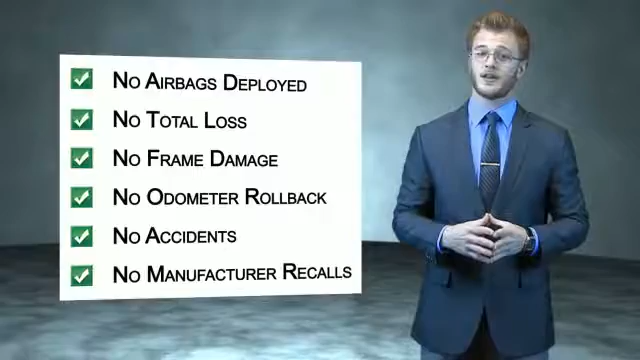 No Airbags Deployed
No Total Loss
No Frame Damage
No Odometer Rollback
No Accidents
No Manufacturer Recalls